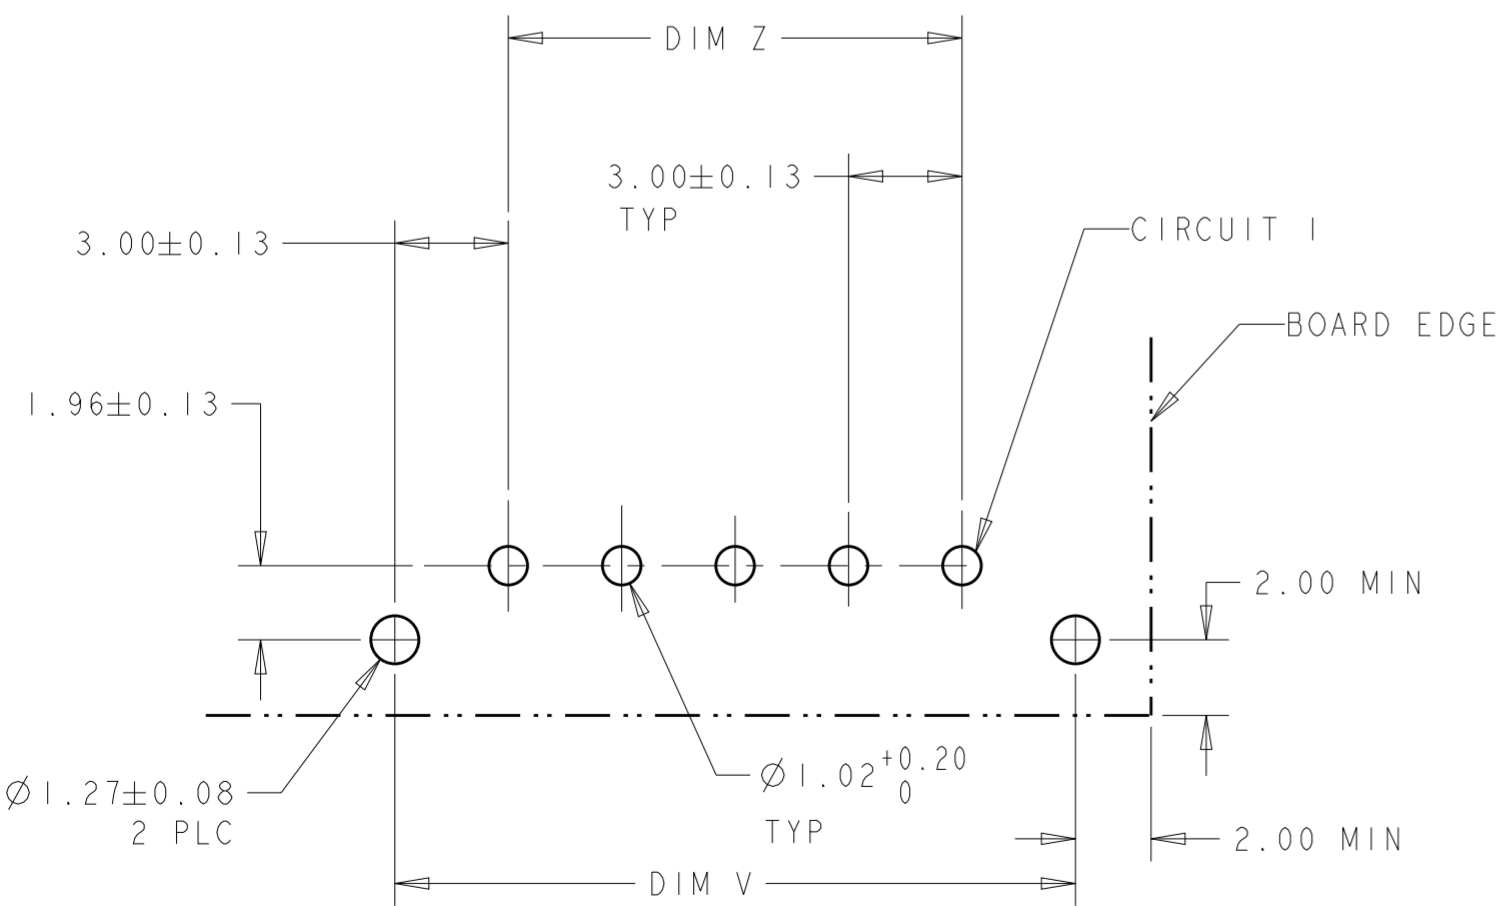 DIM Z
3.00±0.13
TYP
3.00±0.13
CIRCUIT 1
BOARD EDGE
1.96±0.13
2.00 MIN
Ø1.02 +0.20
0
TYP
Ø1.27±0.08
2 PLC
2.00 MIN
DIM V